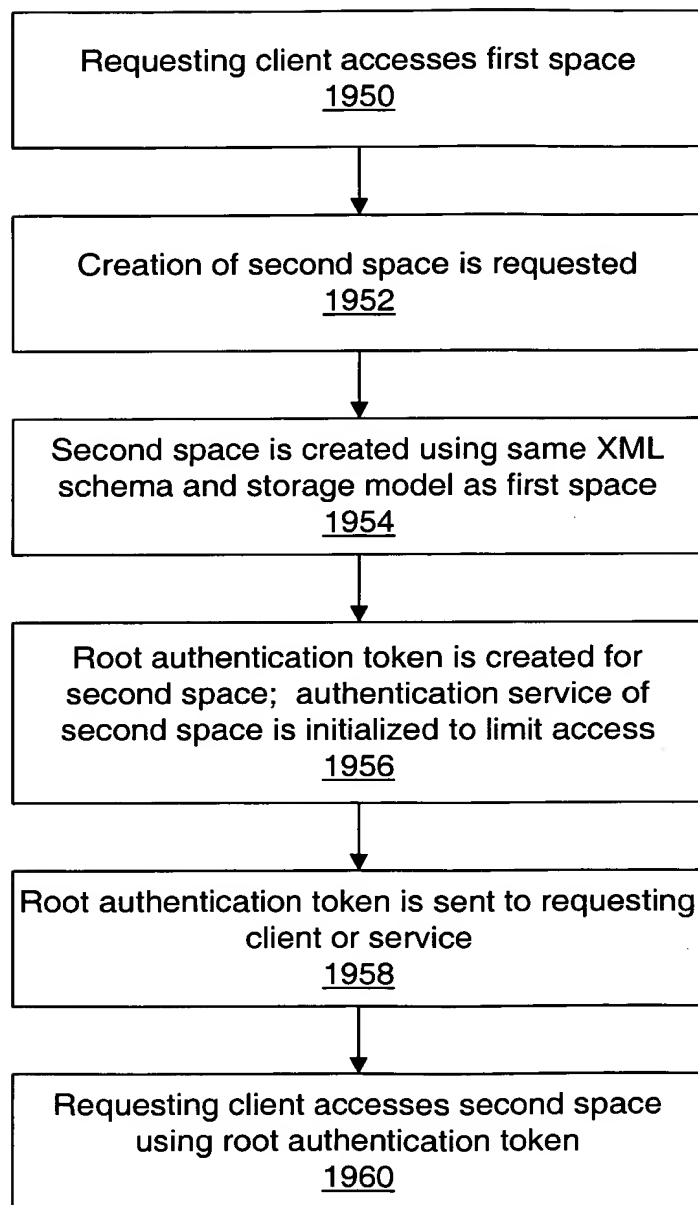 Requesting client accesses first space
1950
Creation of second space is requested
1952
Second space is created using same XML
schema and storage model as first space
1954
Root authentication token is created for
second space; authentication service of
second space is initialized to limit access
1956
Root authentication token is sent to requesting
client or service
1958
Requesting client accesses second space
using root authentication token
1960